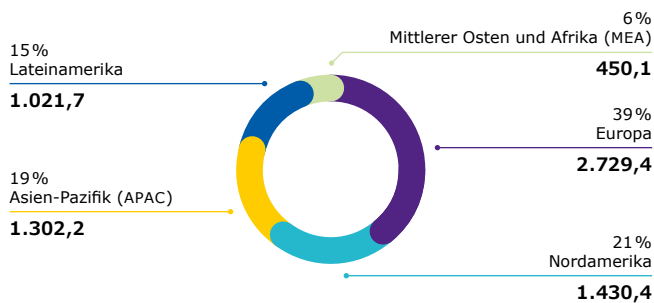 6%
Mittlerer Osten und Afrika (MEA)
450,1
15%
Lateinamerika
1.021,7
39%
Europa
2.729,4
19%
Asien-Pazifik (APAC)
1.302,2
21%
Nordamerika
1.430,4